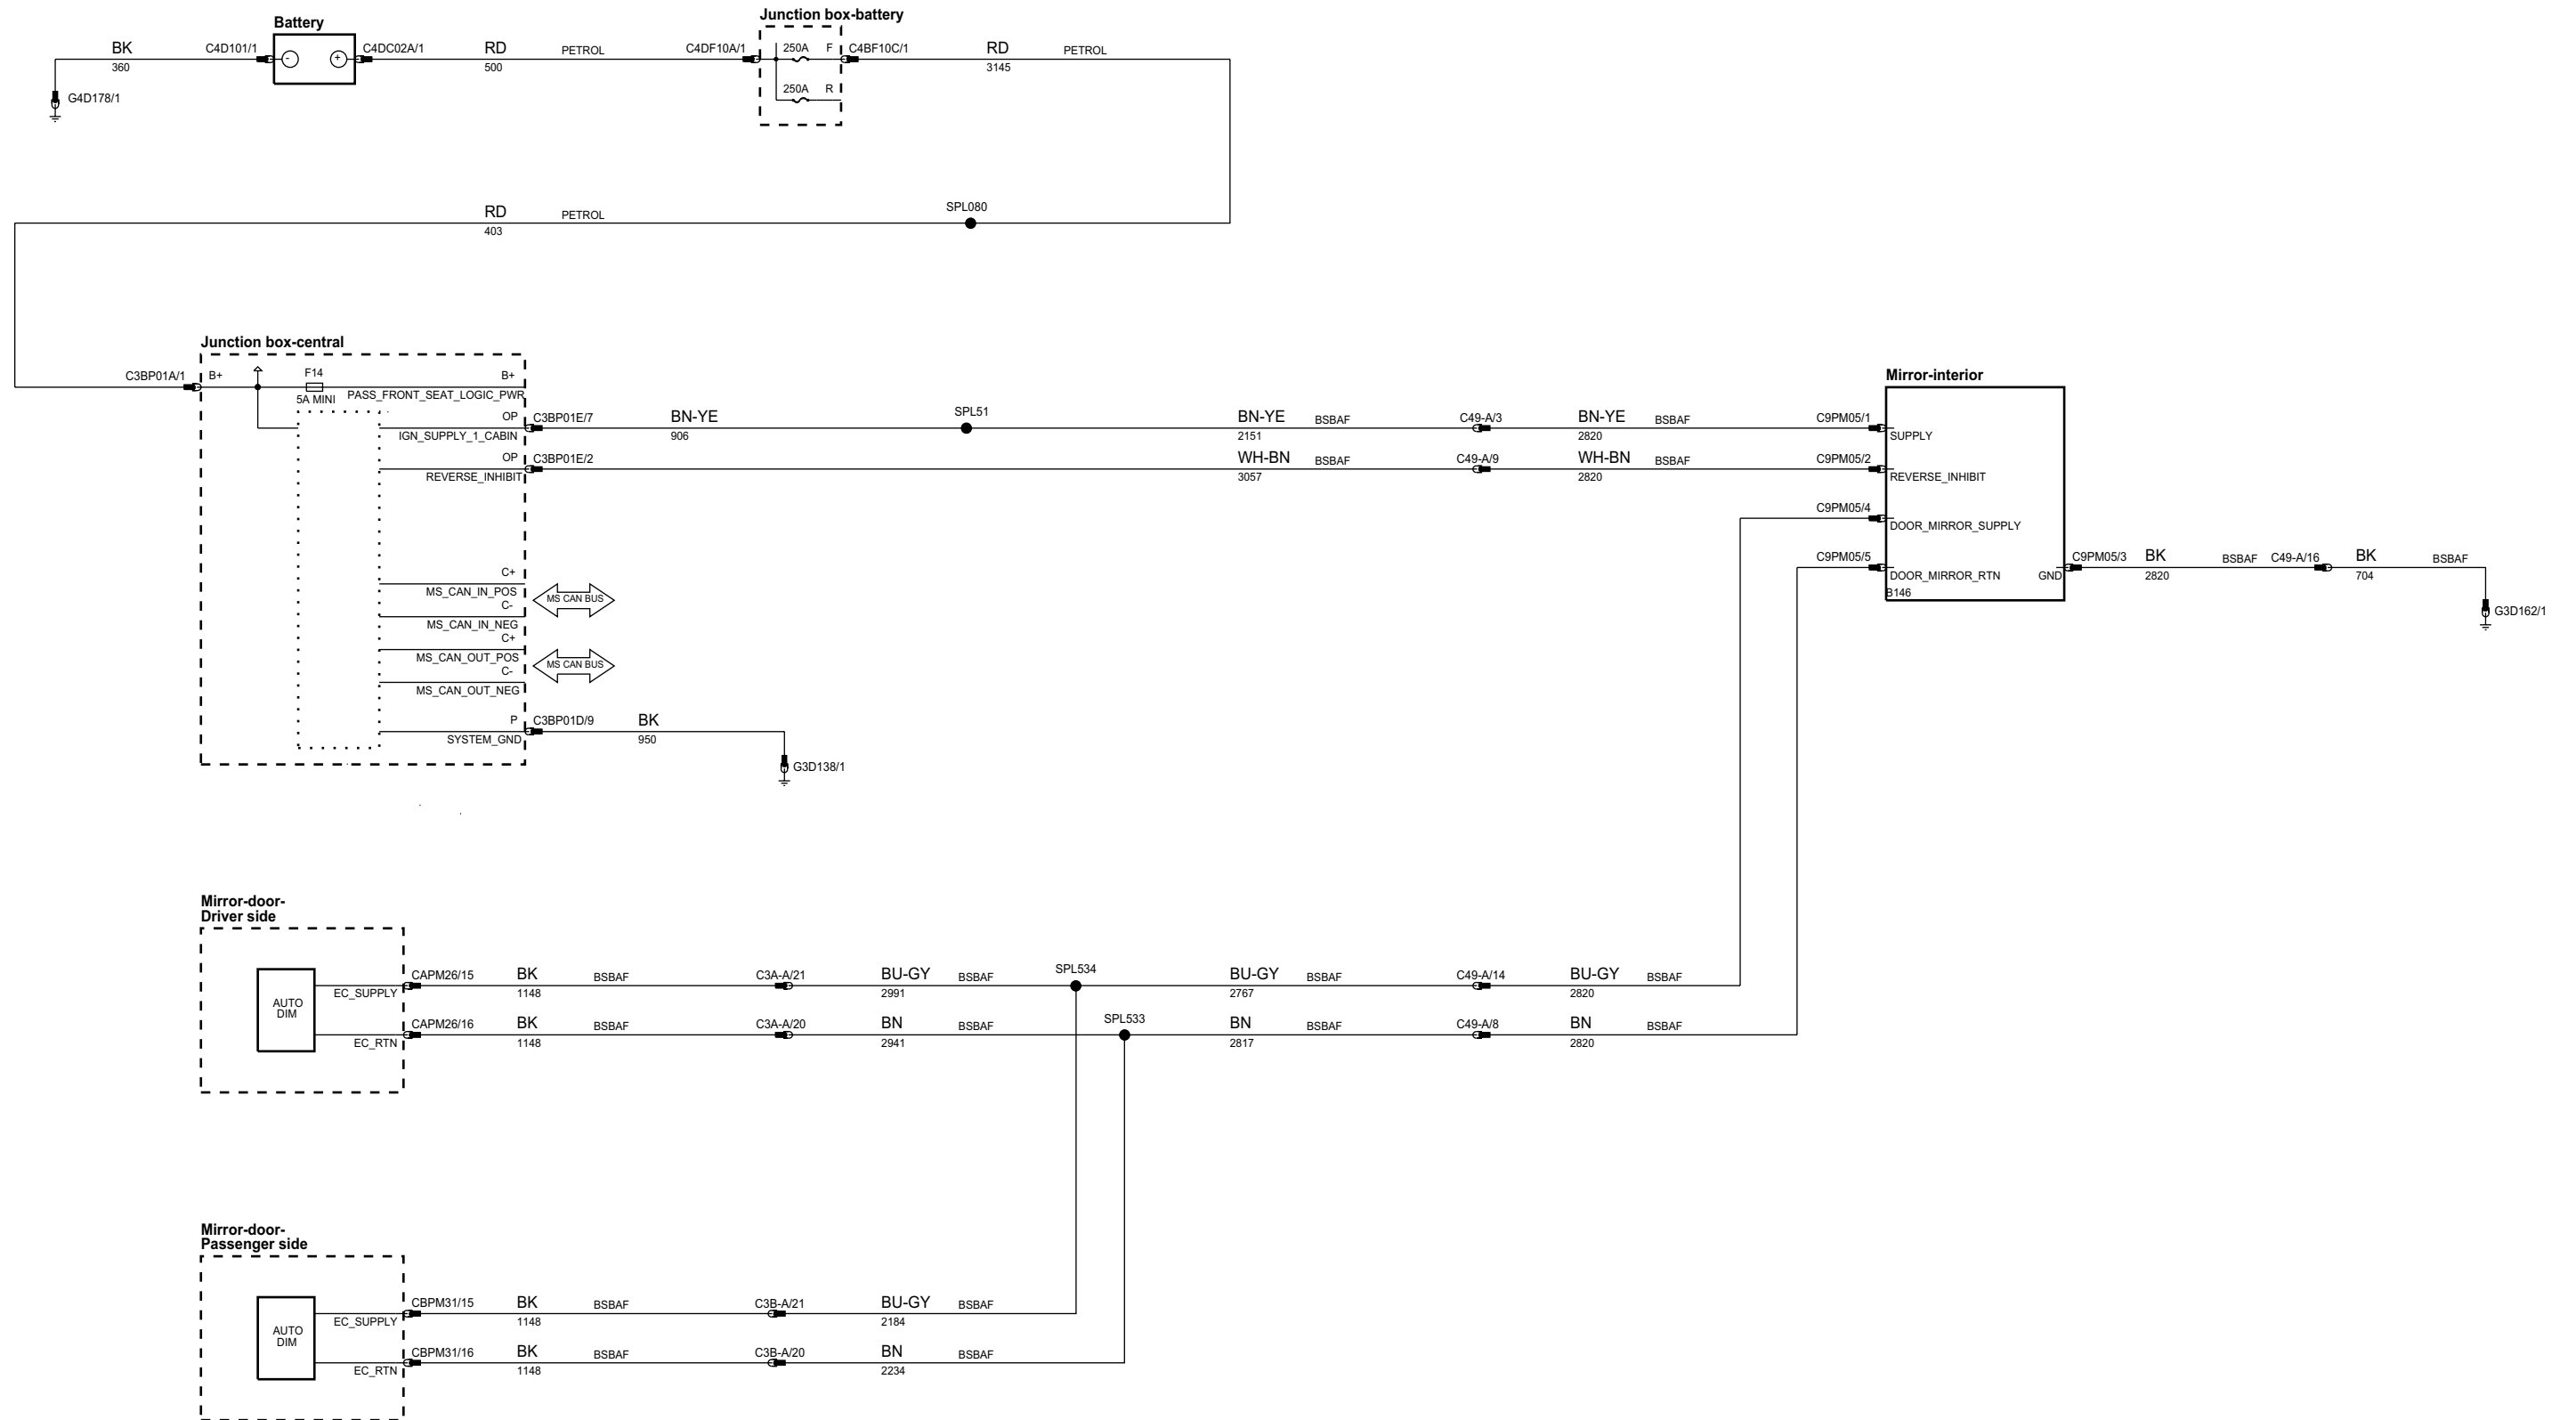 Battery
Junction box-battery
BK
C4D101/1
-
+
C4DC02A/1
RD
PETROL
C4DF10A/1
250A
F
C4BF10C/1
RD
PETROL
360
500
3145
250A
R
G4D178/1
RD
PETROL
SPL080
403
Junction box-central
C3BP01A/1
B+
F14
B+
5A MINI
PASS_FRONT_SEAT_LOGIC_PWR
Mirror-interior
OP
C3BP01E/7
BN-YE
SPL51
BN-YE
BSBAF
C49-A/3
BN-YE
BSBAF
C9PM05/1
IGN_SUPPLY_1_CABIN
906
2151
2820
SUPPLY
OP
C3BP01E/2
WH-BN
BSBAF
C49-A/9
WH-BN
BSBAF
C9PM05/2
REVERSE_INHIBIT
3057
2820
REVERSE_INHIBIT
C9PM05/4
DOOR_MIRROR_SUPPLY
C9PM05/5
DOOR_MIRROR_RTN
GND
B146
C9PM05/3
BK
BSBAF
C49-A/16
BK
BSBAF
2820
704
G3D162/1
C+
MS_CAN_IN_POS
C-
MS_CAN_IN_NEG
MS CAN BUS
C+
MS_CAN_OUT_POS
C-
MS_CAN_OUT_NEG
MS CAN BUS
P
C3BP01D/9
BK
SYSTEM_GND
950
G3D138/1
Mirror-door-
Driver side
AUTO
DIM
EC_SUPPLY
CAPM26/15
BK
BSBAF
C3A-A/21
BU-GY
BSBAF
SPL534
BU-GY
BSBAF
C49-A/14
BU-GY
BSBAF
1148
2991
2767
2820
EC_RTN
CAPM26/16
BK
BSBAF
C3A-A/20
BN
BSBAF
SPL533
BN
BSBAF
C49-A/8
BN
BSBAF
1148
2941
2817
2820
Mirror-door-
Passenger side
AUTO
DIM
EC_SUPPLY
CBPM31/15
BK
BSBAF
C3B-A/21
BU-GY
BSBAF
1148
2184
EC_RTN
CBPM31/16
BK
BSBAF
C3B-A/20
BN
BSBAF
1148
2234